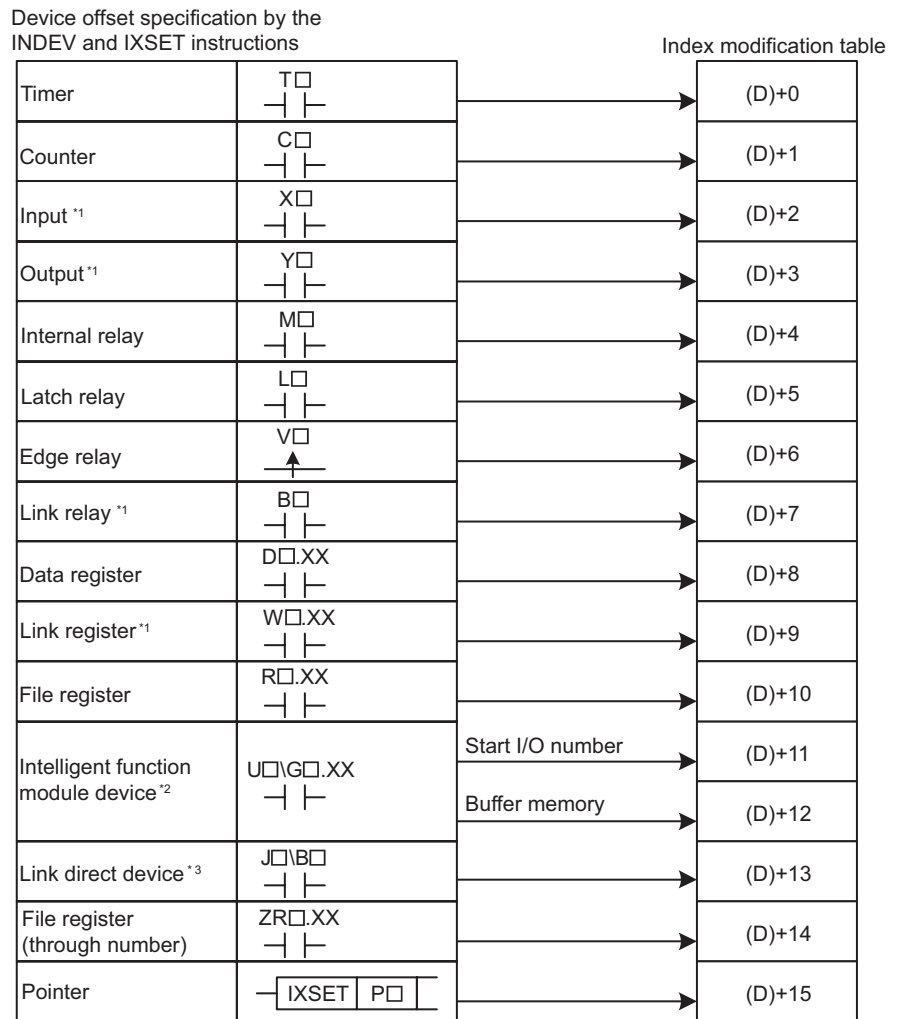 Device offset specification by the
INDEV and IXSET instructions
Index modification table
Timer T□ (D)+0
Counter C□ (D)+1
Input *1 X□ (D)+2
Output *1 Y□ (D)+3
Internal relay M□ (D)+4
Latch relay L□ (D)+5
Edge relay V□ (D)+6
Link relay *1 B□ (D)+7
Data register D□.XX (D)+8
Link register *1 W□.XX (D)+9
File register R□.XX (D)+10
Intelligent function
module device *2 U□\G□.XX
Start I/O number (D)+11
Buffer memory (D)+12
Link direct device *3 J□\B□ (D)+13
File register
(through number) ZR□.XX (D)+14
Pointer IXSET P□ (D)+15